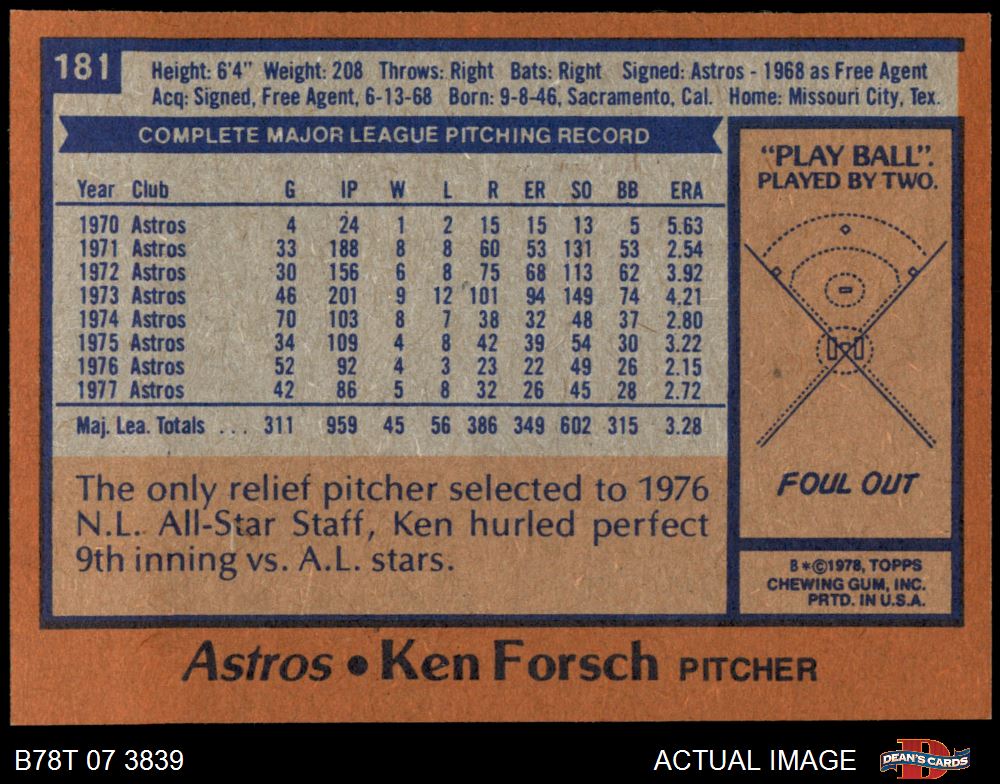 181
Height: 6'4" Weight: 208 Throws: Right Bats: Right Signed: Astros - 1968 as Free Agent
Acq: Signed, Free Agent, 6-13-68 Born: 9-8-46, Sacramento, Cal. Home: Missouri City, Tex.
COMPLETE MAJOR LEAGUE PITCHING RECORD
Year Club G IP W L R ER SO BB ERA
1970 Astros 4 24 1 2 15 15 13 5 5.63
1971 Astros 33 188 8 8 60 53 131 53 2.54
1972 Astros 30 156 6 8 75 68 113 62 3.92
1973 Astros 46 201 9 12 101 94 149 74 4.21
1974 Astros 70 103 8 7 38 32 48 37 2.80
1975 Astros 34 109 4 8 42 39 54 30 3.22
1976 Astros 52 92 4 3 23 22 49 26 2.15
1977 Astros 42 86 5 8 32 26 45 28 2.72
Maj. Lea. Totals ... 311 959 45 56 386 349 602 315 3.28
The only relief pitcher selected to 1976
N.L. All-Star Staff, Ken hurled perfect
9th inning vs. A.L. stars.
"PLAY BALL".
PLAYED BY TWO.
FOUL OUT
B*©1978, TOPPS
CHEWING GUM, INC.
PRTD. IN U.S.A.
Astros • Ken Forsch PITCHER
B78T 07 3839
ACTUAL IMAGE
D
DEAN'S CARDS